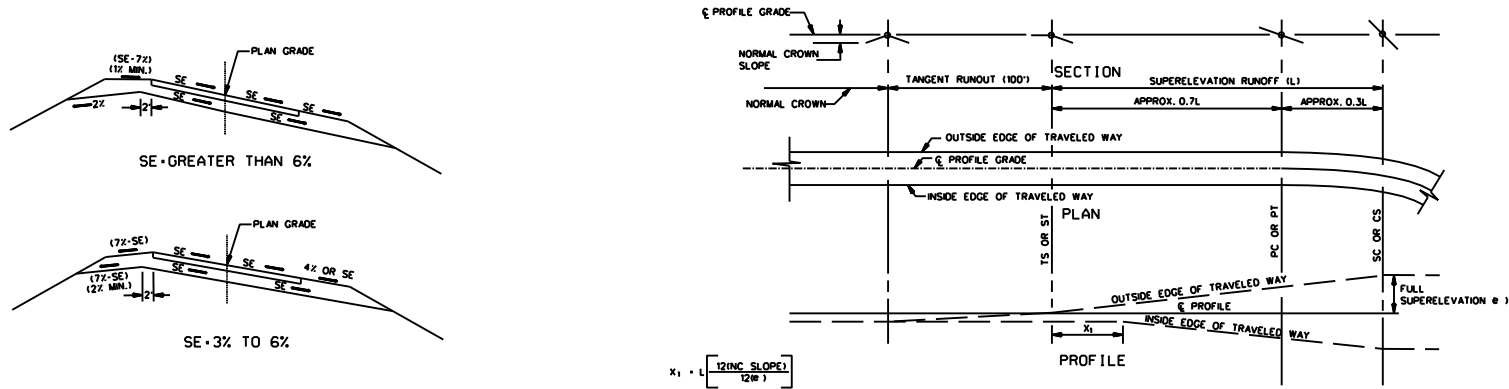 PLAN GRADE
(SE-7%)
(1% MIN.)
SE
SE
SE
SE
SE
SE
2%
2'
SE=GREATER THAN 6%
PLAN GRADE
(7%-SE)
SE
SE
SE
4% OR SE
(7%-SE)
(2% MIN.)
SE
2'
SE=3% TO 6%
℄ PROFILE GRADE
NORMAL CROWN
SLOPE
SECTION
TANGENT RUNOUT (100')
SUPERELEVATION RUNOFF (L)
NORMAL CROWN
APPROX. 0.7L
APPROX. 0.3L
OUTSIDE EDGE OF TRAVELED WAY
℄ PROFILE GRADE
INSIDE EDGE OF TRAVELED WAY
PLAN
TS OR ST
PC OR PT
SC OR CS
OUTSIDE EDGE OF TRAVELED WAY
℄ PROFILE
FULL
SUPERELEVATION e )
X₁
INSIDE EDGE OF TRAVELED WAY
PROFILE
X₁ = L [ 12(NC SLOPE)
12(e ) ]